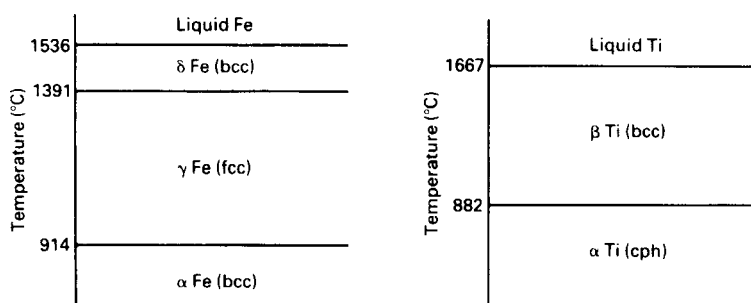 Liquid Fe
1536
δ Fe (bcc)
1391
γ Fe (fcc)
914
α Fe (bcc)
Temperature (°C)
Liquid Ti
1667
β Ti (bcc)
882
α Ti (cph)
Temperature (°C)